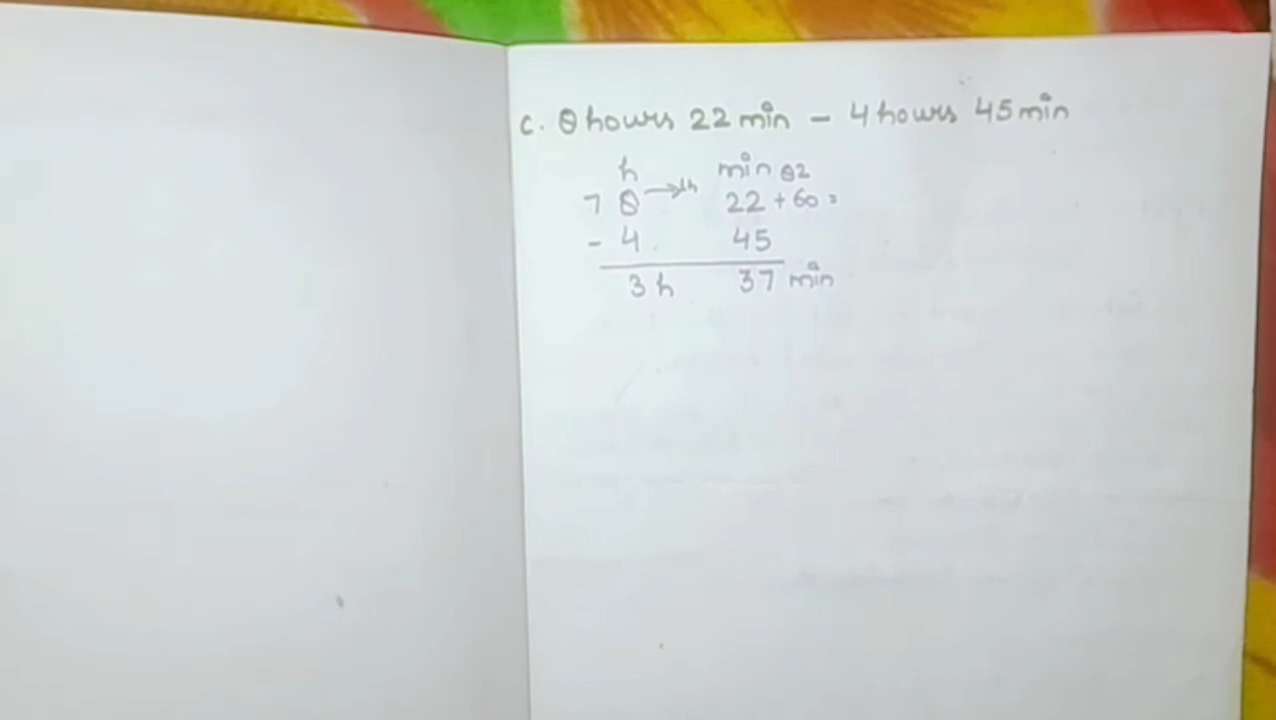 c. 8 hours 22 min - 4 hours 45 min
h min 82
7 8 → 1h 22 + 60 =
- 4 45
3 h 37 min